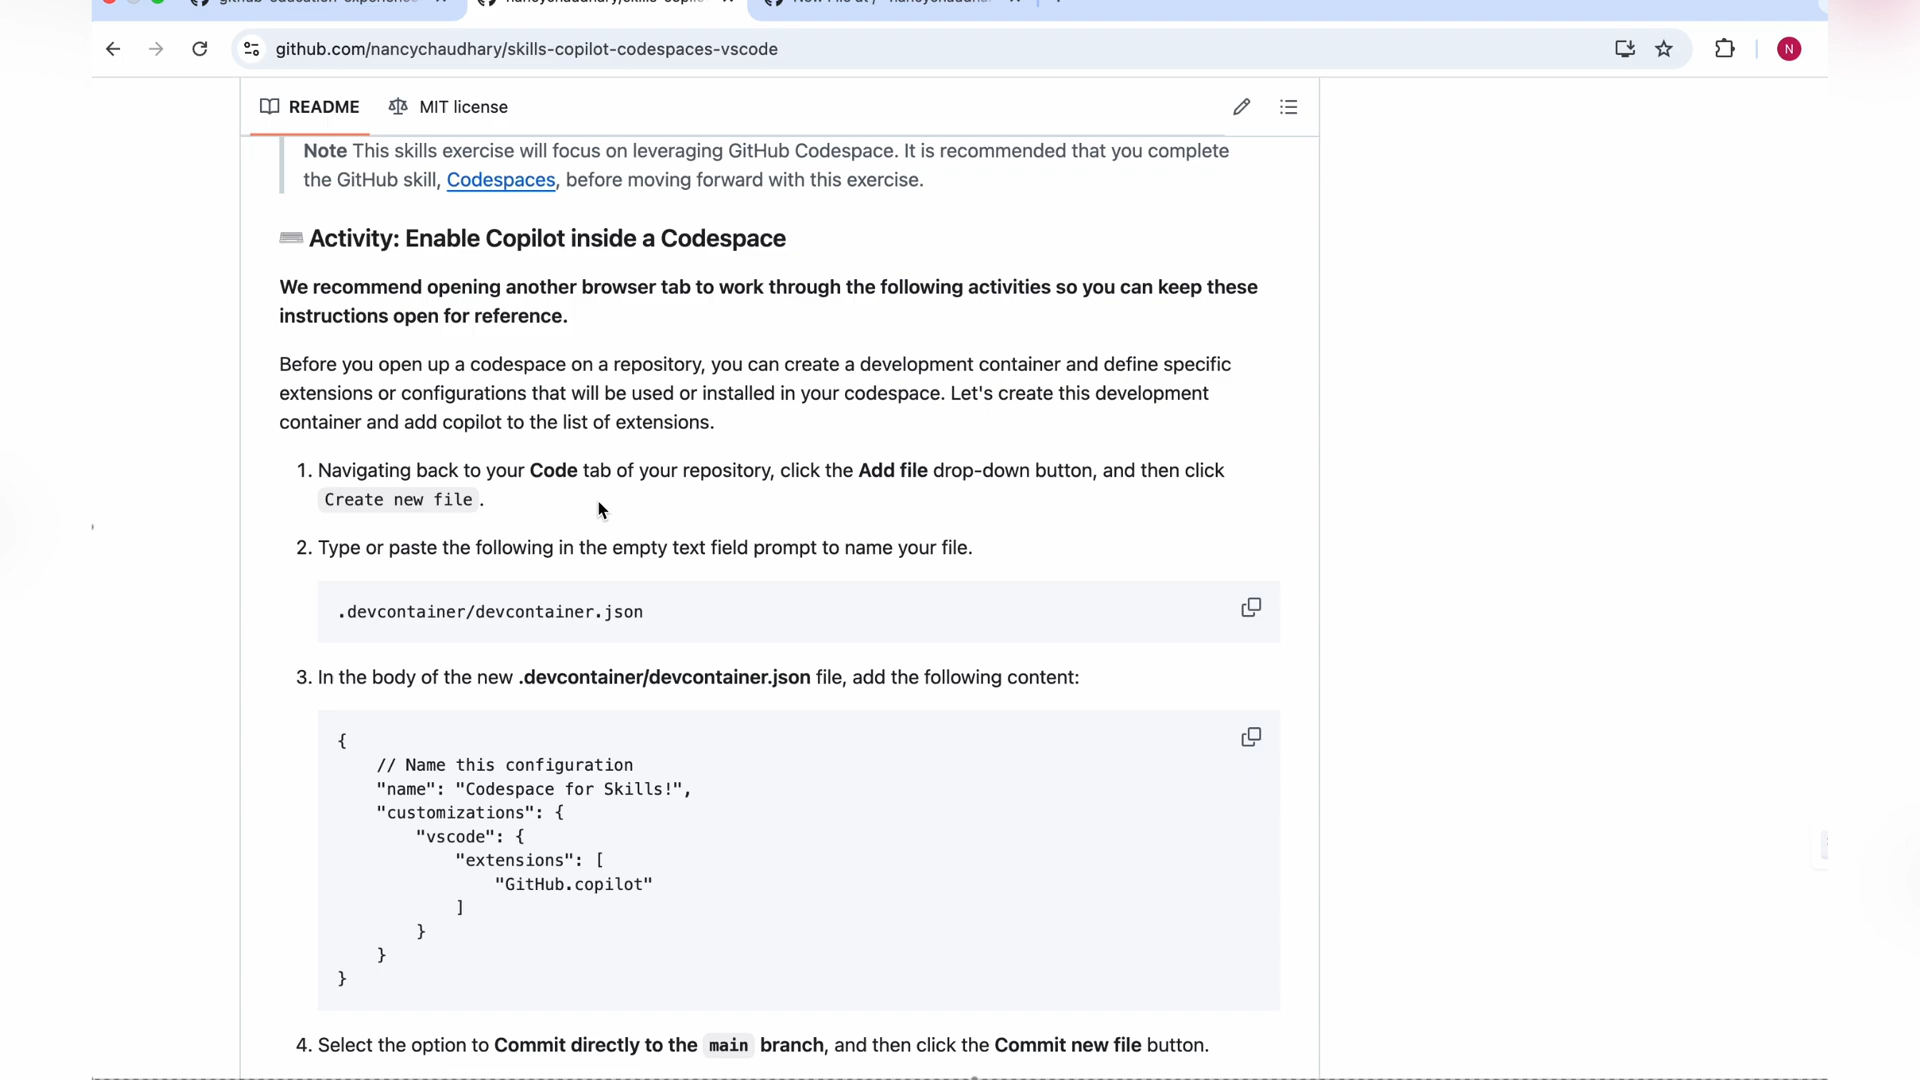 github.com/nancychaudhary/skills-copilot-codespaces-vscode
N
README
MIT license
Note This skills exercise will focus on leveraging GitHub Codespace. It is recommended that you complete
the GitHub skill, Codespaces, before moving forward with this exercise.
Activity: Enable Copilot inside a Codespace
We recommend opening another browser tab to work through the following activities so you can keep these
instructions open for reference.
Before you open up a codespace on a repository, you can create a development container and define specific
extensions or configurations that will be used or installed in your codespace. Let's create this development
container and add copilot to the list of extensions.
1. Navigating back to your Code tab of your repository, click the Add file drop-down button, and then click
Create new file.
2. Type or paste the following in the empty text field prompt to name your file.
.devcontainer/devcontainer.json
3. In the body of the new .devcontainer/devcontainer.json file, add the following content:
{
// Name this configuration
"name": "Codespace for Skills!",
"customizations": {
"vscode": {
"extensions": [
"GitHub.copilot"
]
}
}
}
4. Select the option to Commit directly to the main branch, and then click the Commit new file button.